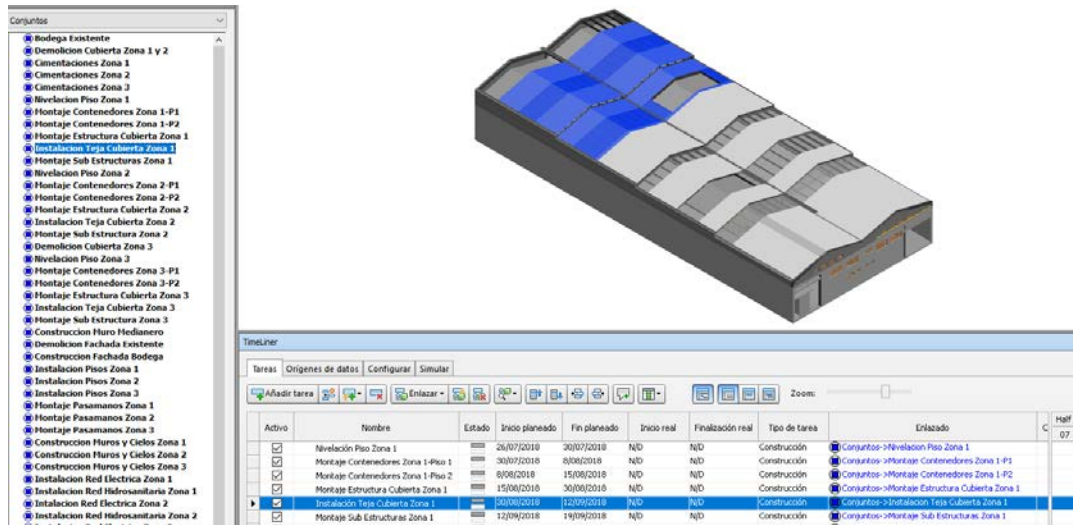 Conjuntos
Bodega Existente
Demolicion Cubierta Zona 1 y 2
Cimentaciones Zona 1
Cimentaciones Zona 2
Cimentaciones Zona 3
Nivelacion Piso Zona 1
Montaje Contenedores Zona 1-P1
Montaje Contenedores Zona 1-P2
Montaje Estructura Cubierta Zona 1
Instalacion Teja Cubierta Zona 1
Montaje Sub Estructuras Zona 1
Nivelacion Piso Zona 2
Montaje Contenedores Zona 2-P1
Montaje Contenedores Zona 2-P2
Montaje Estructura Cubierta Zona 2
Instalacion Teja Cubierta Zona 2
Montaje Sub Estructura Zona 2
Demolicion Cubierta Zona 3
Nivelacion Piso Zona 3
Montaje Contenedores Zona 3-P1
Montaje Contenedores Zona 3-P2
Montaje Estructura Cubierta Zona 3
Instalacion Teja Cubierta Zona 3
Montaje Sub Estructura Zona 3
Construccion Muro Medianero
Demolicion Fachada Existente
Construccion Fachada Bodega
Instalacion Pisos Zona 1
Instalacion Pisos Zona 2
Instalacion Pisos Zona 3
Montaje Pasamanos Zona 1
Montaje Pasamanos Zona 2
Montaje Pasamanos Zona 3
Construccion Muros y Cielos Zona 1
Construccion Muros y Cielos Zona 2
Construccion Muros y Cielos Zona 3
Instalacion Red Electrica Zona 1
Instalacion Red Hidrosanitaria Zona 1
Intalacion Red Electrica Zona 2
Instalacion Red Hidrosanitaria Zona 2
TimeLiner
Tareas Orígenes de datos Configurar Simular
Añadir tarea Enlazar Zoom:
Activo Nombre Estado Inicio planeado Fin planeado Inicio real Finalización real Tipo de tarea Enlazado C Half
07
Nivelación Piso Zona 1 26/07/2018 30/07/2018 N/D N/D Construcción Conjuntos->Nivelacion Piso Zona 1
Montaje Contenedores Zona 1-Piso 1 30/07/2018 8/08/2018 N/D N/D Construcción Conjuntos->Montaje Contenedores Zona 1-P1
Montaje Contenedores Zona 1-Piso 2 8/08/2018 15/08/2018 N/D N/D Construcción Conjuntos->Montaje Contenedores Zona 1-P2
Montaje Estructura Cubierta Zona 1 15/08/2018 30/08/2018 N/D N/D Construcción Conjuntos->Montaje Estructura Cubierta Zona 1
Instalación Teja Cubierta Zona 1 30/08/2018 12/09/2018 N/D N/D Construcción Conjuntos->Instalacion Teja Cubierta Zona 1
Montaje Sub Estructuras Zona 1 12/09/2018 19/09/2018 N/D N/D Construcción Conjuntos->Montaje Sub Estructuras Zona 1